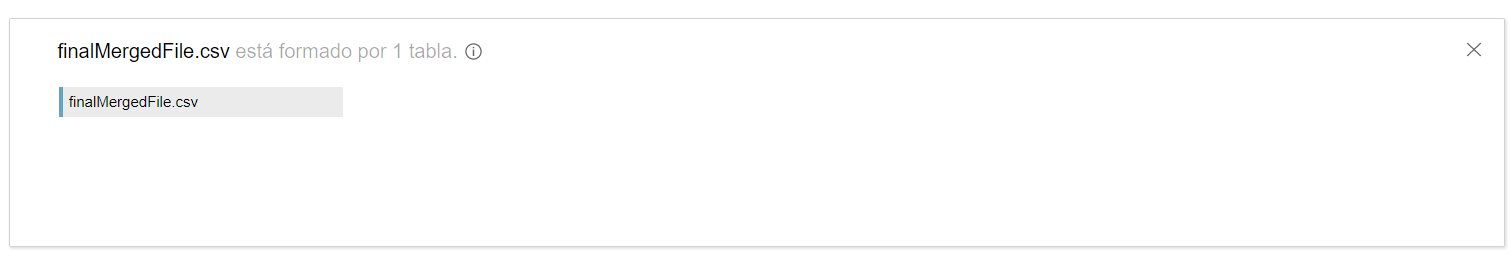 finalMergedFile.csv está formado por 1 tabla.
finalMergedFile.csv